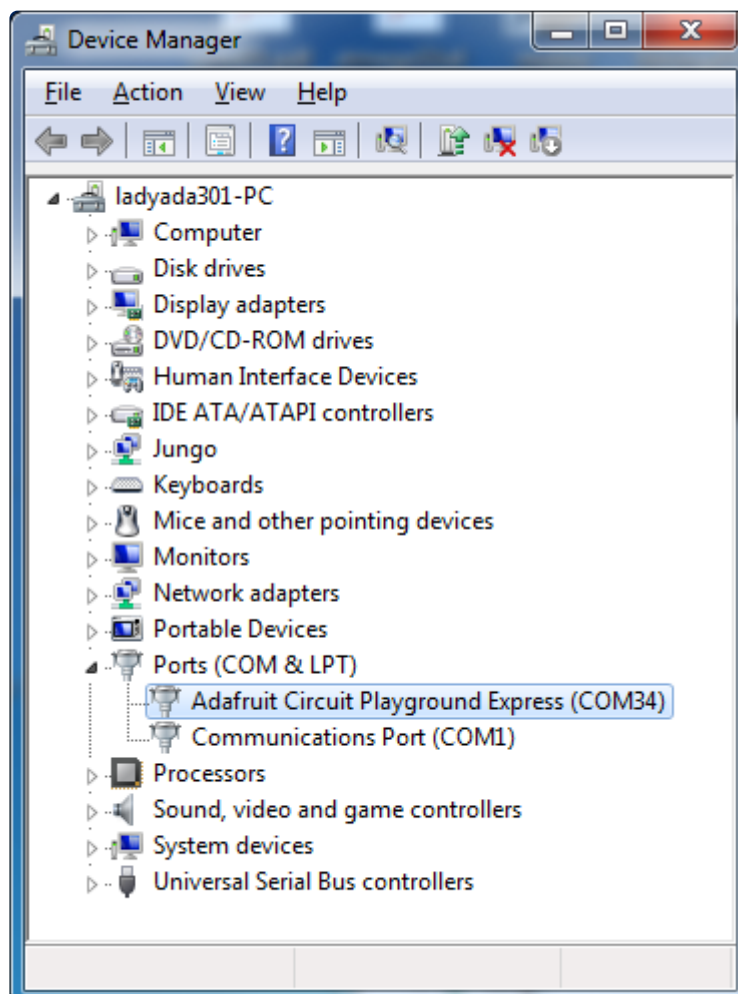 Device Manager
File Action View Help
ladyada301-PC
Computer
Disk drives
Display adapters
DVD/CD-ROM drives
Human Interface Devices
IDE ATA/ATAPI controllers
Jungo
Keyboards
Mice and other pointing devices
Monitors
Network adapters
Portable Devices
Ports (COM & LPT)
Adafruit Circuit Playground Express (COM34)
Communications Port (COM1)
Processors
Sound, video and game controllers
System devices
Universal Serial Bus controllers